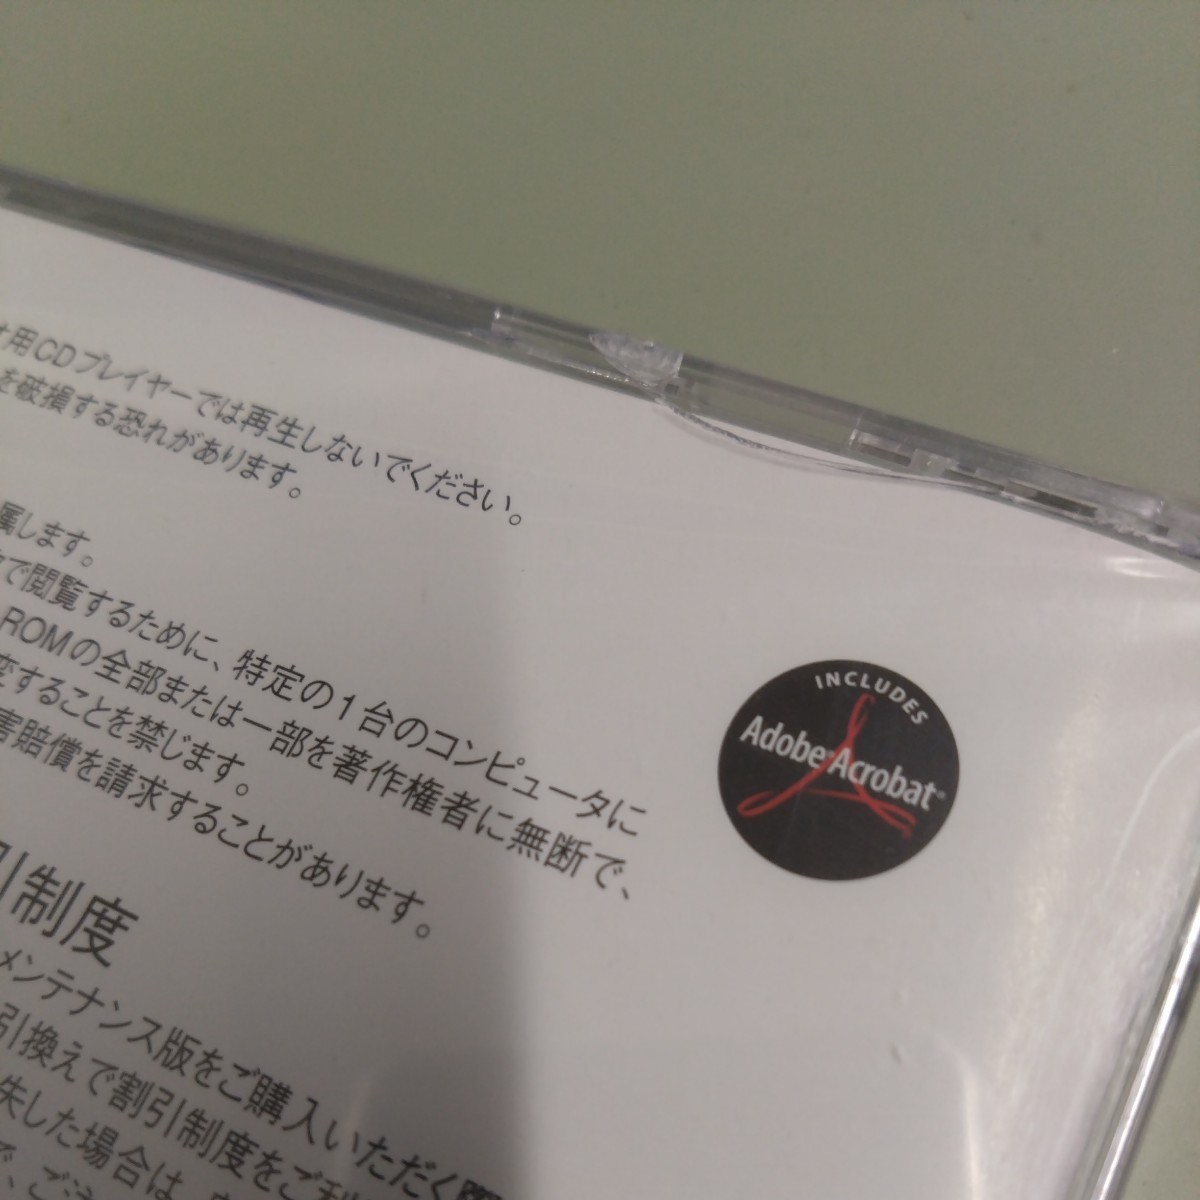 用CDプレイヤーでは再生しないでください。
を破損する恐れがあります。
属します。
で閲覧するために、特定の1台のコンピュータに
ROMの全部または一部を著作権者に無断で、
変することを禁じます。
害賠償を請求することがあります。
引制度
メンテナンス版をご購入いただく
引換えで割引制度をご利
失した場合は、
INCLUDES
Adobe Acrobat®